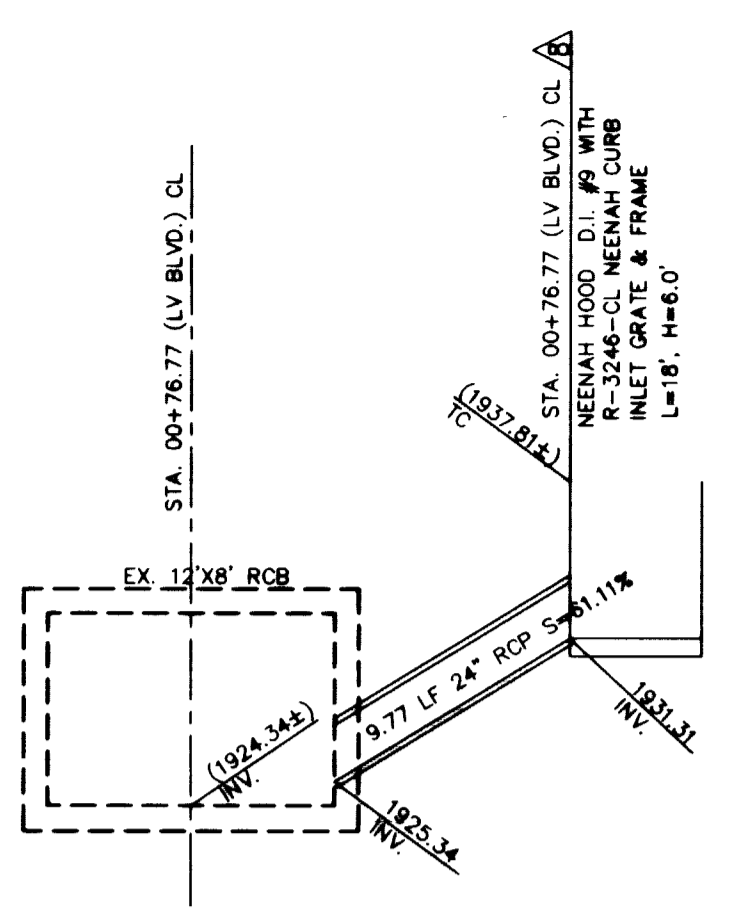 STA. 00+76.77 (LV BLVD.) CL
STA. 00+76.77 (LV BLVD.) CL
NEENAH HOOD D.I. #9 WITH
R-3246-CL NEENAH CURB
INLET GRATE & FRAME
L=18', H=6.0'
(1937.81±)
TC
EX. 12'X8' RCB
9.77 LF 24" RCP S=61.11%
(1924.34±)
INV.
1931.31
INV.
1925.34
INV.